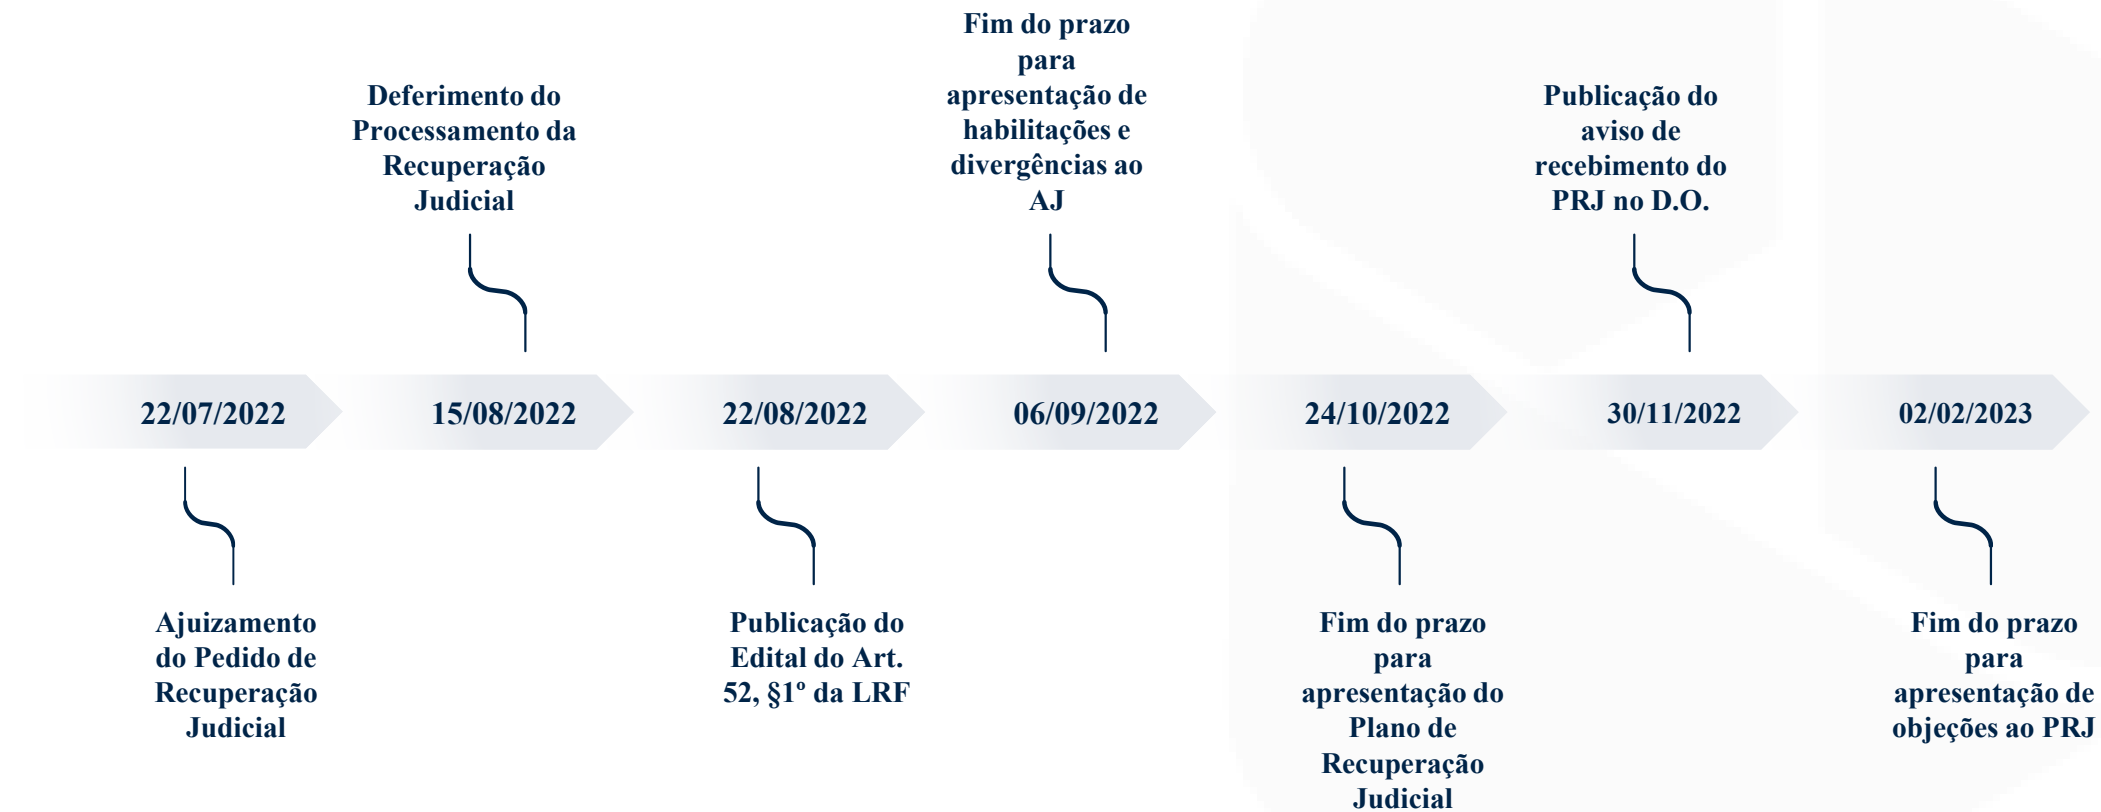 Fim do prazo
para
apresentação de
habilitações e
divergências ao
AJ
Deferimento do
Processamento da
Recuperação
Judicial
Publicação do
aviso de
recebimento do
PRJ no D.O.
22/07/2022
15/08/2022
22/08/2022
06/09/2022
24/10/2022
30/11/2022
02/02/2023
Ajuizamento
do Pedido de
Recuperação
Judicial
Publicação do
Edital do Art.
52, §1º da LRF
Fim do prazo
para
apresentação do
Plano de
Recuperação
Judicial
Fim do prazo
para
apresentação de
objeções ao PRJ